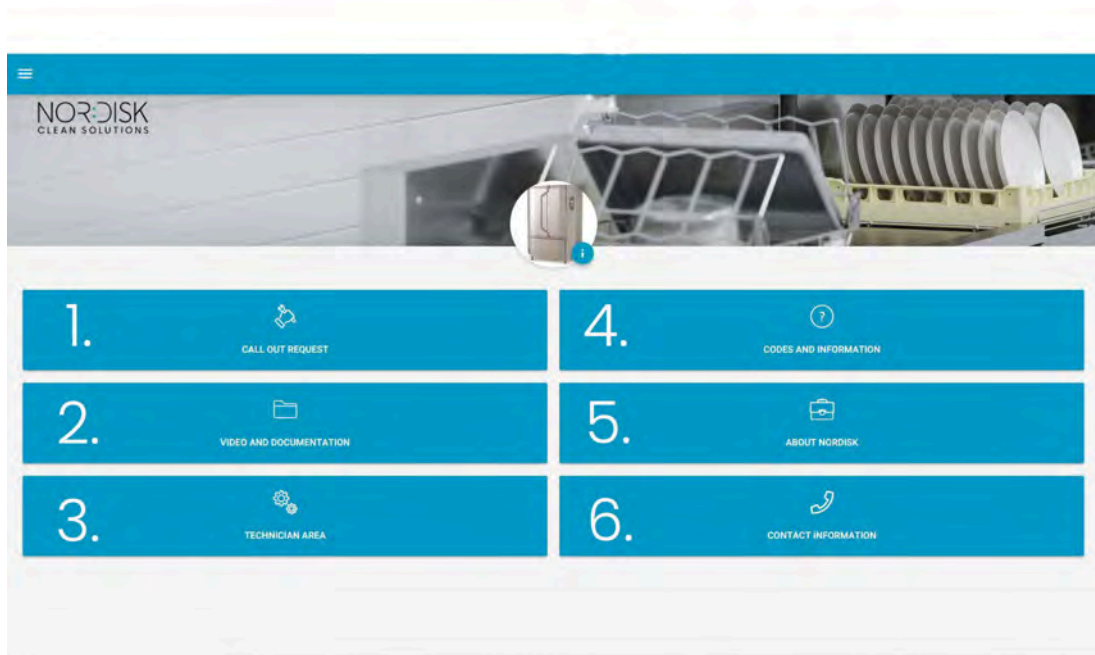 NORDISK
CLEAN SOLUTIONS
i
1.
CALL OUT REQUEST
2.
VIDEO AND DOCUMENTATION
3.
TECHNICIAN AREA
4.
?
CODES AND INFORMATION
5.
ABOUT NORDISK
6.
CONTACT INFORMATION